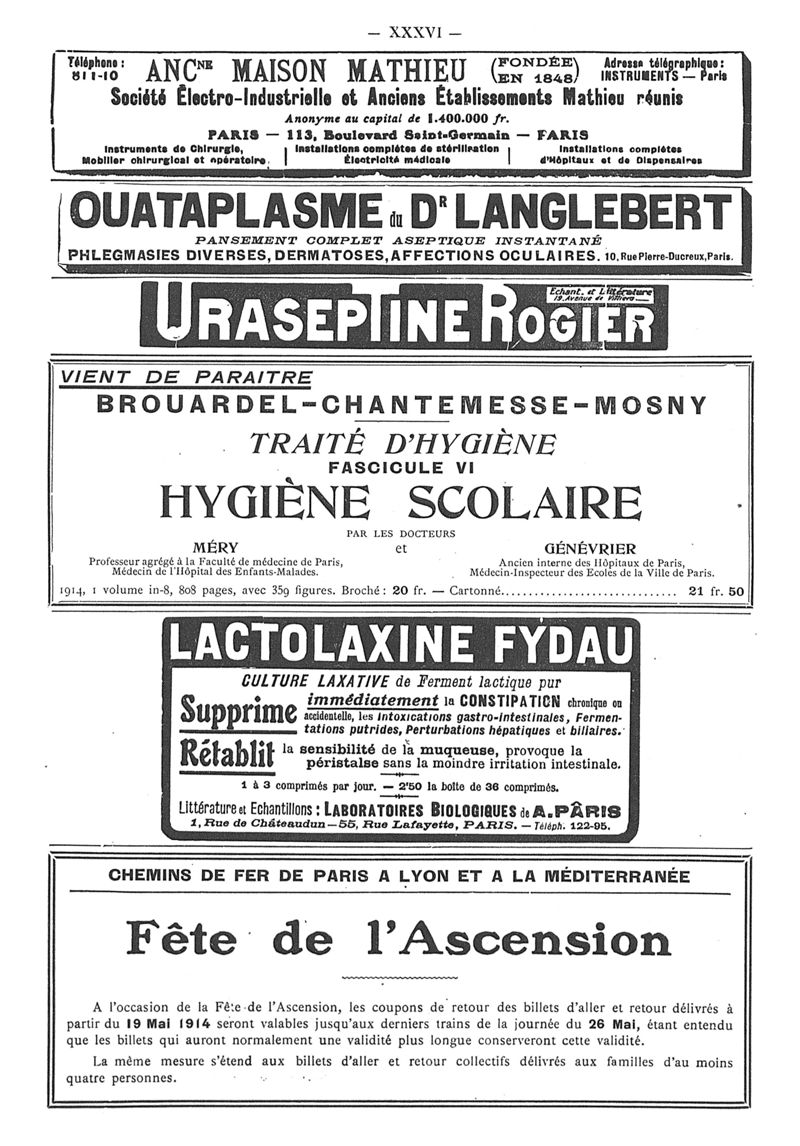 — XXXVI —
Téléphone :
811-10
ANCNE MAISON MATHIEU
(FONDÉE
EN 1848)
Adresse télégraphique :
INSTRUMENTS — Paris
Société Électro-Industrielle et Anciens Établissements Mathieu réunis
Anonyme au capital de 1.400.000 fr.
PARIS — 113, Boulevard Saint-Germain — PARIS
Instruments de Chirurgie,
Mobilier chirurgical et opératoire.
Installations complètes de stérilisation
Électricité médicale
Installations complètes
d'Hôpitaux et de Dispensaires
OUATAPLASME du DR LANGLEBERT
PANSEMENT COMPLET ASEPTIQUE INSTANTANÉ
PHLEGMASIES DIVERSES, DERMATOSES, AFFECTIONS OCULAIRES. 10, Rue Pierre-Ducreux, Paris.
Echant. et Littérature
19, Avenue de Villiers
URASEPTINE ROGIER
VIENT DE PARAITRE
BROUARDEL-CHANTEMESSE-MOSNY
TRAITÉ D'HYGIÈNE
FASCICULE VI
HYGIÈNE SCOLAIRE
PAR LES DOCTEURS
MÉRY et GÉNÉVRIER
Professeur agrégé à la Faculté de médecine de Paris,
Médecin de l'Hôpital des Enfants-Malades.
Ancien interne des Hôpitaux de Paris,
Médecin-Inspecteur des Ecoles de la Ville de Paris.
1914, 1 volume in-8, 808 pages, avec 359 figures. Broché : 20 fr. — Cartonné.............................. 21 fr. 50
LACTOLAXINE FYDAU
CULTURE LAXATIVE de Ferment lactique pur
Supprime immédiatement la CONSTIPATION chronique ou
accidentelle, les Intoxications gastro-intestinales, Fermen-
tations putrides, Perturbations hépatiques et biliaires.
Rétablit la sensibilité de la muqueuse, provoque la
péristalse sans la moindre irritation intestinale.
1 à 3 comprimés par jour. — 2'50 la boîte de 36 comprimés.
Littérature et Echantillons : LABORATOIRES BIOLOGIQUES de A. PÂRIS
1, Rue de Châteaudun — 55, Rue Lafayette, PARIS. — Téléph. 122-95.
CHEMINS DE FER DE PARIS A LYON ET A LA MÉDITERRANÉE
Fête de l'Ascension
A l'occasion de la Fête de l'Ascension, les coupons de retour des billets d'aller et retour délivrés à
partir du 19 Mai 1914 seront valables jusqu'aux derniers trains de la journée du 26 Mai, étant entendu
que les billets qui auront normalement une validité plus longue conserveront cette validité.
La même mesure s'étend aux billets d'aller et retour collectifs délivrés aux familles d'au moins
quatre personnes.